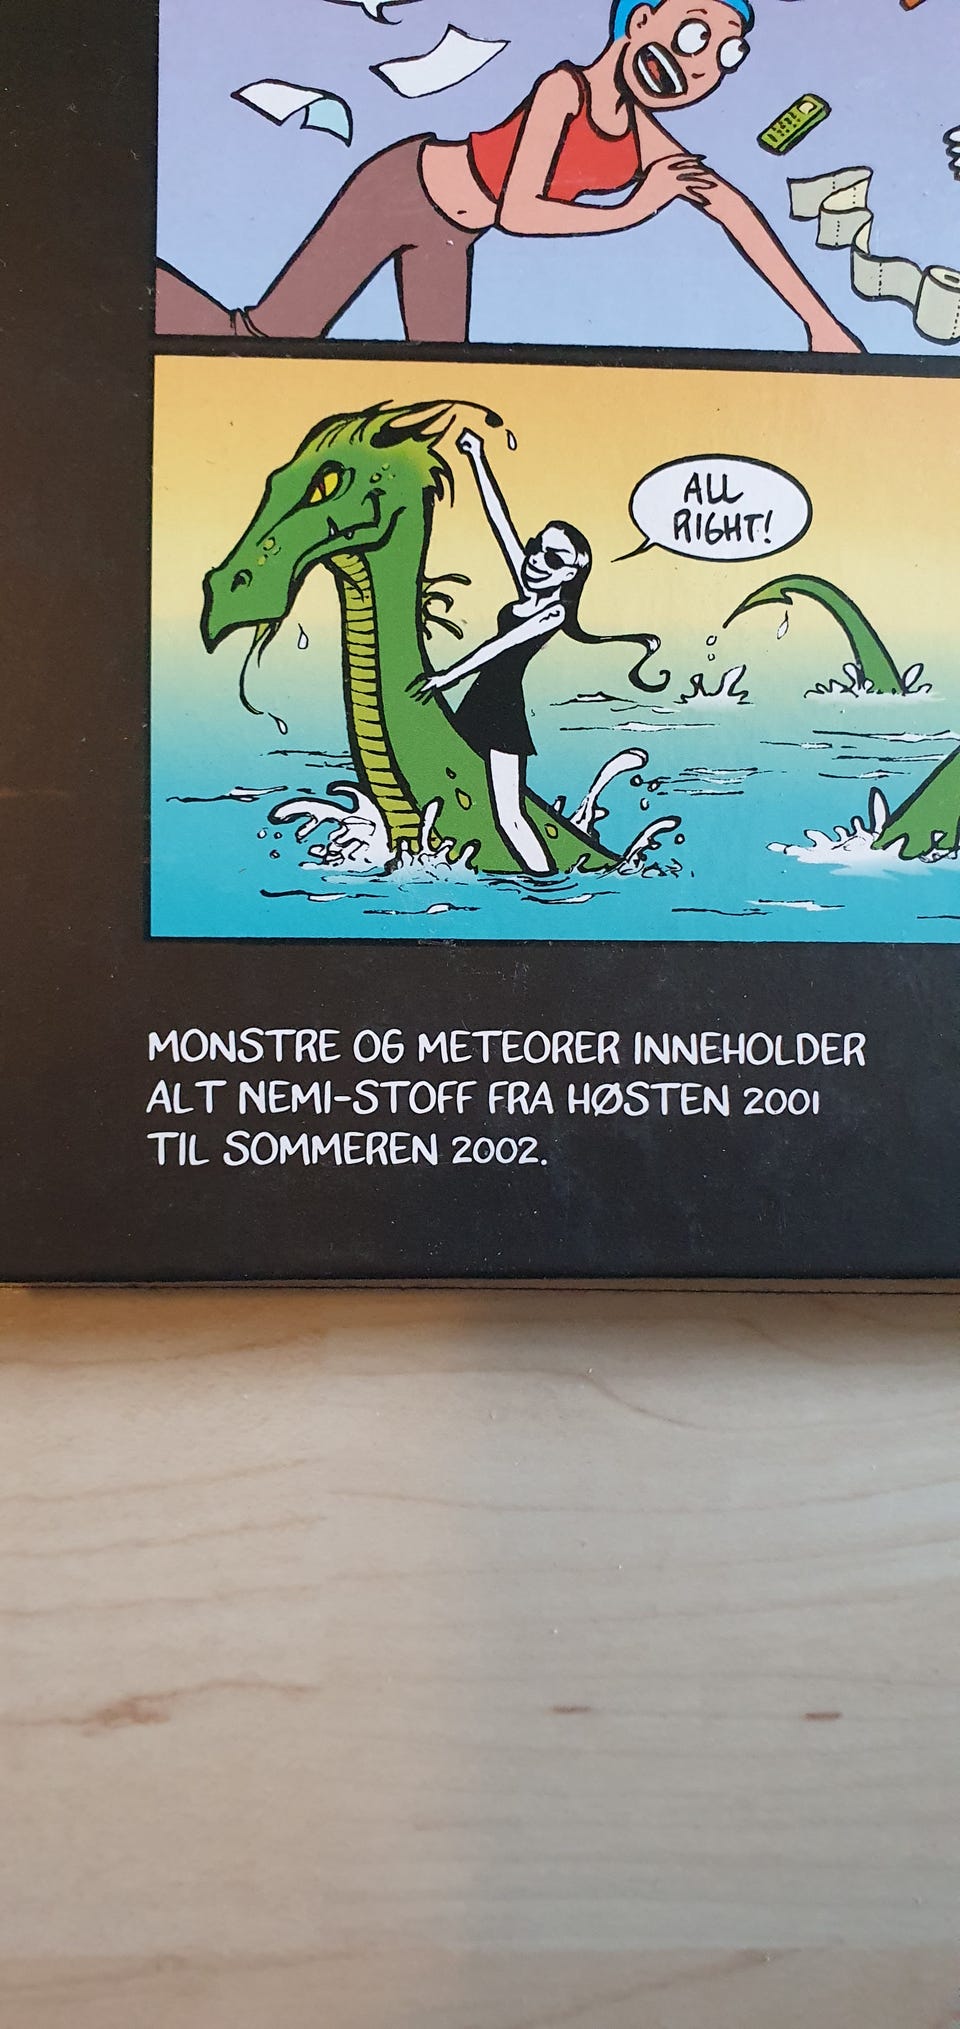 ALL
RIGHT!
MONSTRE OG METEORER INNEHOLDER
ALT NEMI-STOFF FRA HØSTEN 2001
TIL SOMMEREN 2002.